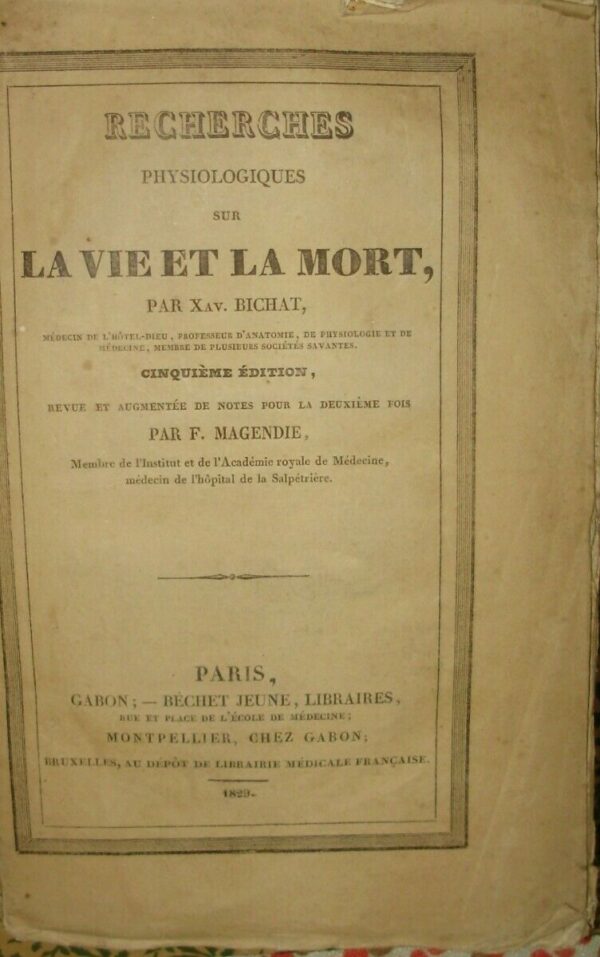 RECHERCHES
PHYSIOLOGIQUES
SUR
LA VIE ET LA MORT,
PAR XAV. BICHAT,
MÉDECIN DE L'HÔTEL-DIEU, PROFESSEUR D'ANATOMIE, DE PHYSIOLOGIE ET DE
MÉDECINE, MEMBRE DE PLUSIEURS SOCIÉTÉS SAVANTES.
CINQUIÈME ÉDITION,
REVUE ET AUGMENTÉE DE NOTES POUR LA DEUXIÈME FOIS
PAR F. MAGENDIE,
Membre de l'Institut et de l'Académie royale de Médecine,
médecin de l'hôpital de la Salpétrière.
PARIS,
GABON; — BÉCHET JEUNE, LIBRAIRES,
RUE ET PLACE DE L'ÉCOLE DE MÉDECINE;
MONTPELLIER, CHEZ GABON;
BRUXELLES, AU DÉPÔT DE LIBRAIRIE MÉDICALE FRANÇAISE.
1829.